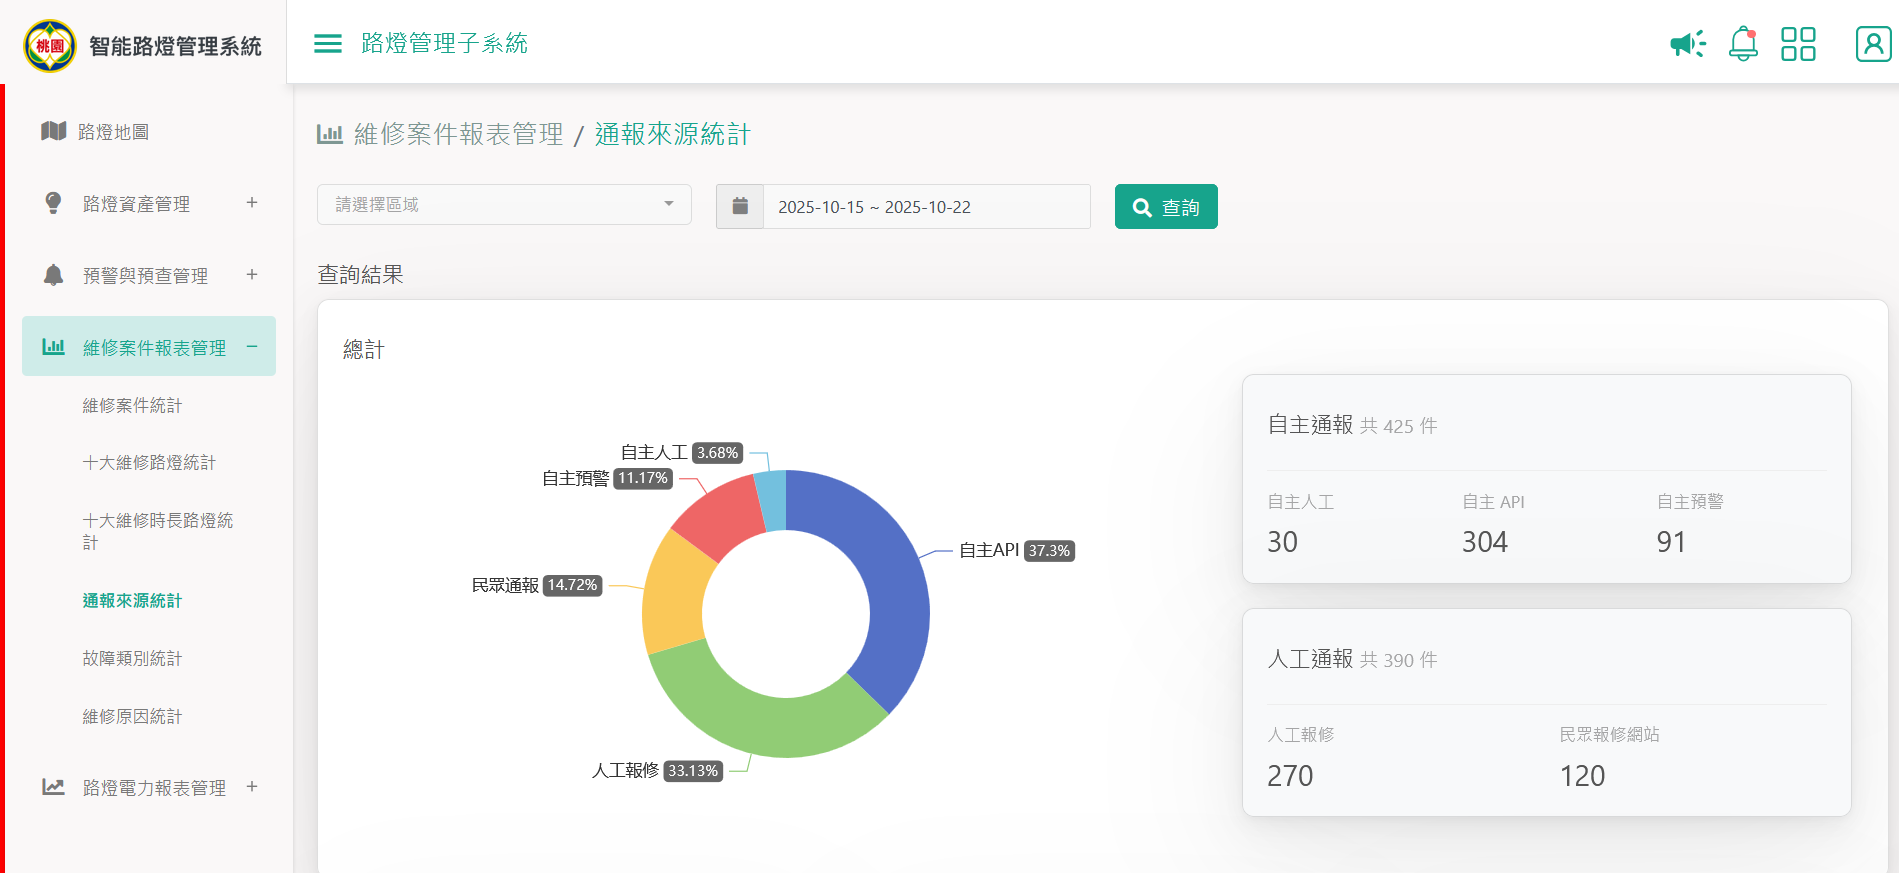 桃園
智能路燈管理系統
路燈管理子系統
路燈地圖
路燈資產管理 +
預警與預查管理 +
維修案件報表管理 −
維修案件統計
十大維修路燈統計
十大維修時長路燈統
計
通報來源統計
故障類別統計
維修原因統計
路燈電力報表管理 +
維修案件報表管理 / 通報來源統計
請選擇區域
2025-10-15 ~ 2025-10-22
查詢
查詢結果
總計
自主人工 3.68%
自主預警 11.17%
自主API 37.3%
民眾通報 14.72%
人工報修 33.13%
自主通報 共 425 件
自主人工 自主 API 自主預警
30 304 91
人工通報 共 390 件
人工報修 民眾報修網站
270 120